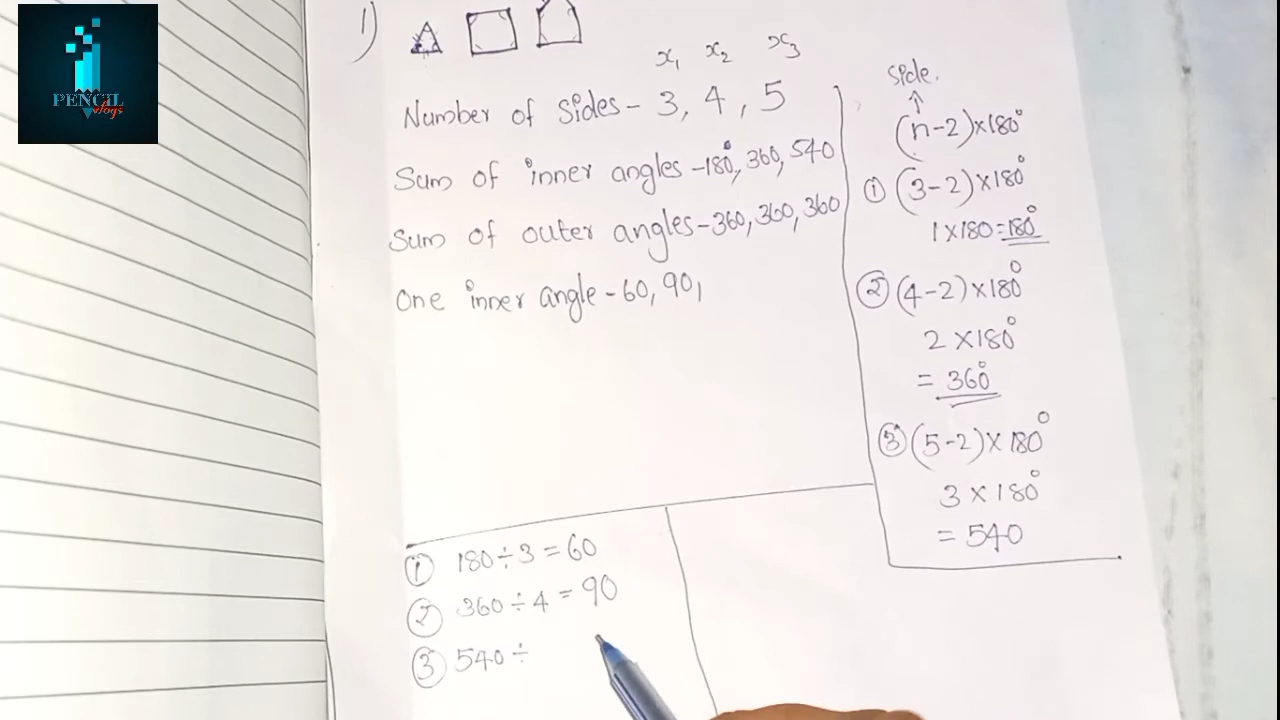 PENCIL
vlogs
1)
x₁ x₂ x₃
Number of sides - 3, 4, 5
Sum of inner angles - 180°, 360, 540
Sum of outer angles - 360, 360, 360
One inner angle - 60, 90,
side.
↑
(n-2)×180°
① (3-2)×180°
1×180=180°
② (4-2)×180°
2 ×180°
= 360°
③ (5-2)×180°
3 ×180°
= 540
① 180÷3 = 60
② 360÷4 = 90
③ 540÷